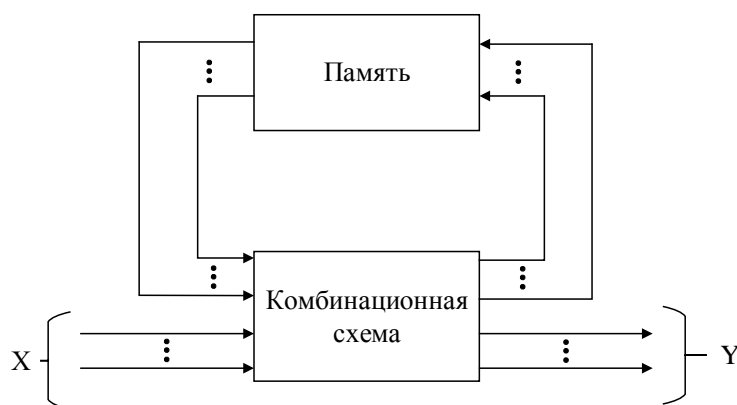 Память
Комбинационная
схема
X
Y